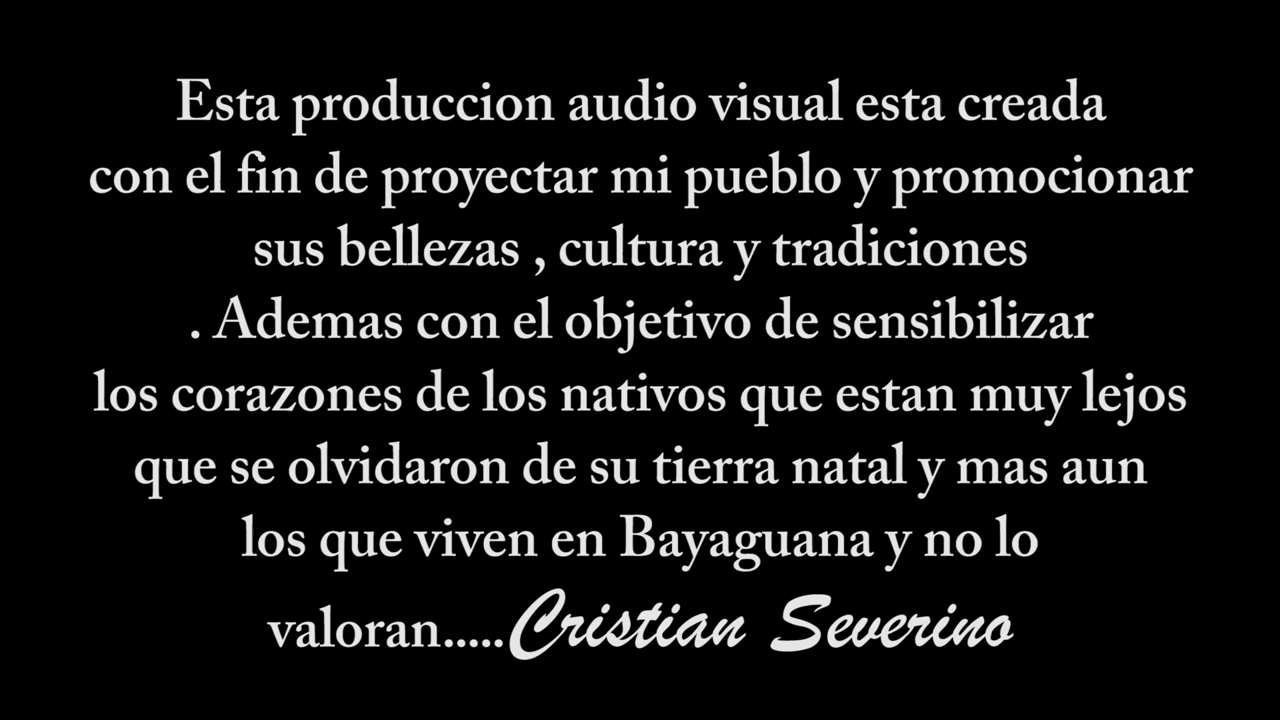 Esta produccion audio visual esta creada
con el fin de proyectar mi pueblo y promocionar
sus bellezas , cultura y tradiciones
. Ademas con el objetivo de sensibilizar
los corazones de los nativos que estan muy lejos
que se olvidaron de su tierra natal y mas aun
los que viven en Bayaguana y no lo
valoran.....Cristian Severino